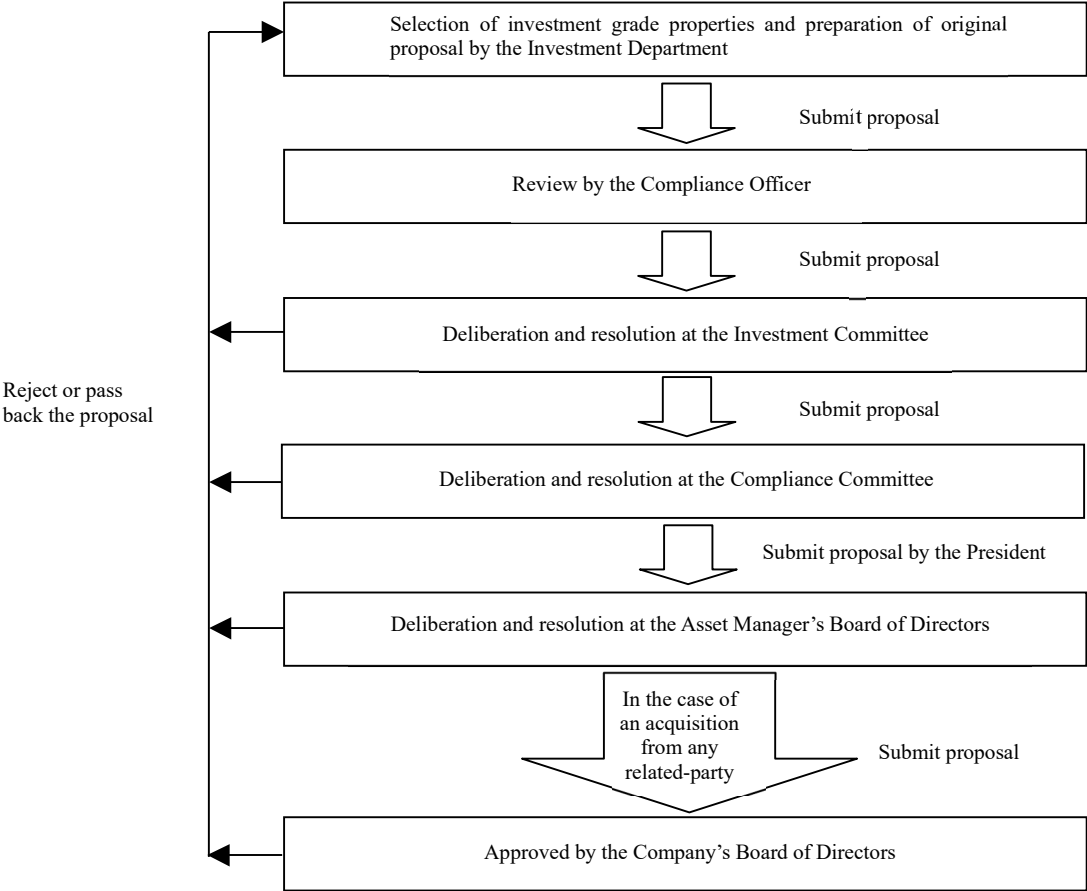 Selection of investment grade properties and preparation of original
proposal by the Investment Department
Submit proposal
Review by the Compliance Officer
Submit proposal
Deliberation and resolution at the Investment Committee
Reject or pass
back the proposal
Submit proposal
Deliberation and resolution at the Compliance Committee
Submit proposal by the President
Deliberation and resolution at the Asset Manager's Board of Directors
In the case of
an acquisition
from any
related-party
Submit proposal
Approved by the Company's Board of Directors